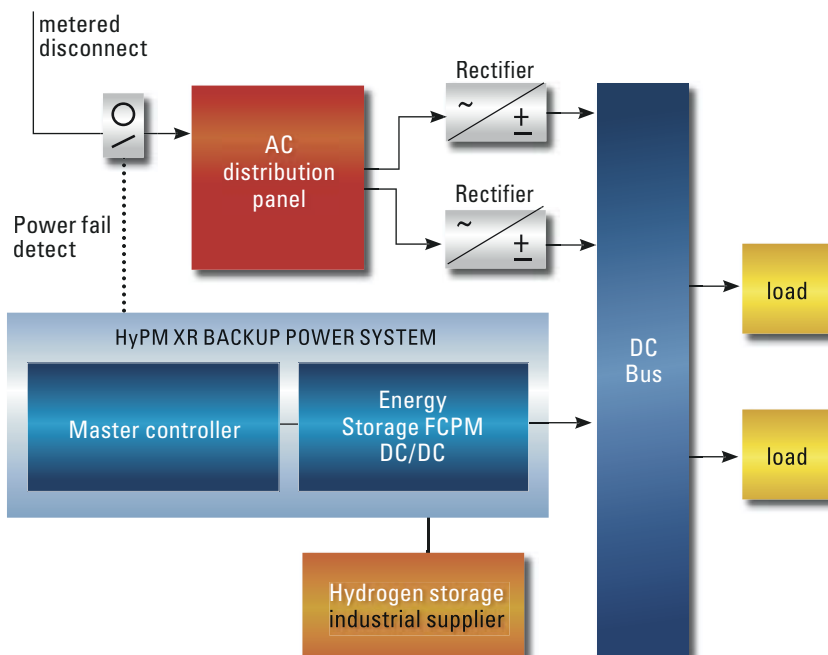 metered
disconnect
Rectifier
~
±
AC
distribution
panel
Rectifier
~
±
Power fail
detect
load
HyPM XR BACKUP POWER SYSTEM
DC
Bus
Master controller
Energy
Storage FCPM
DC/DC
load
Hydrogen storage
industrial supplier